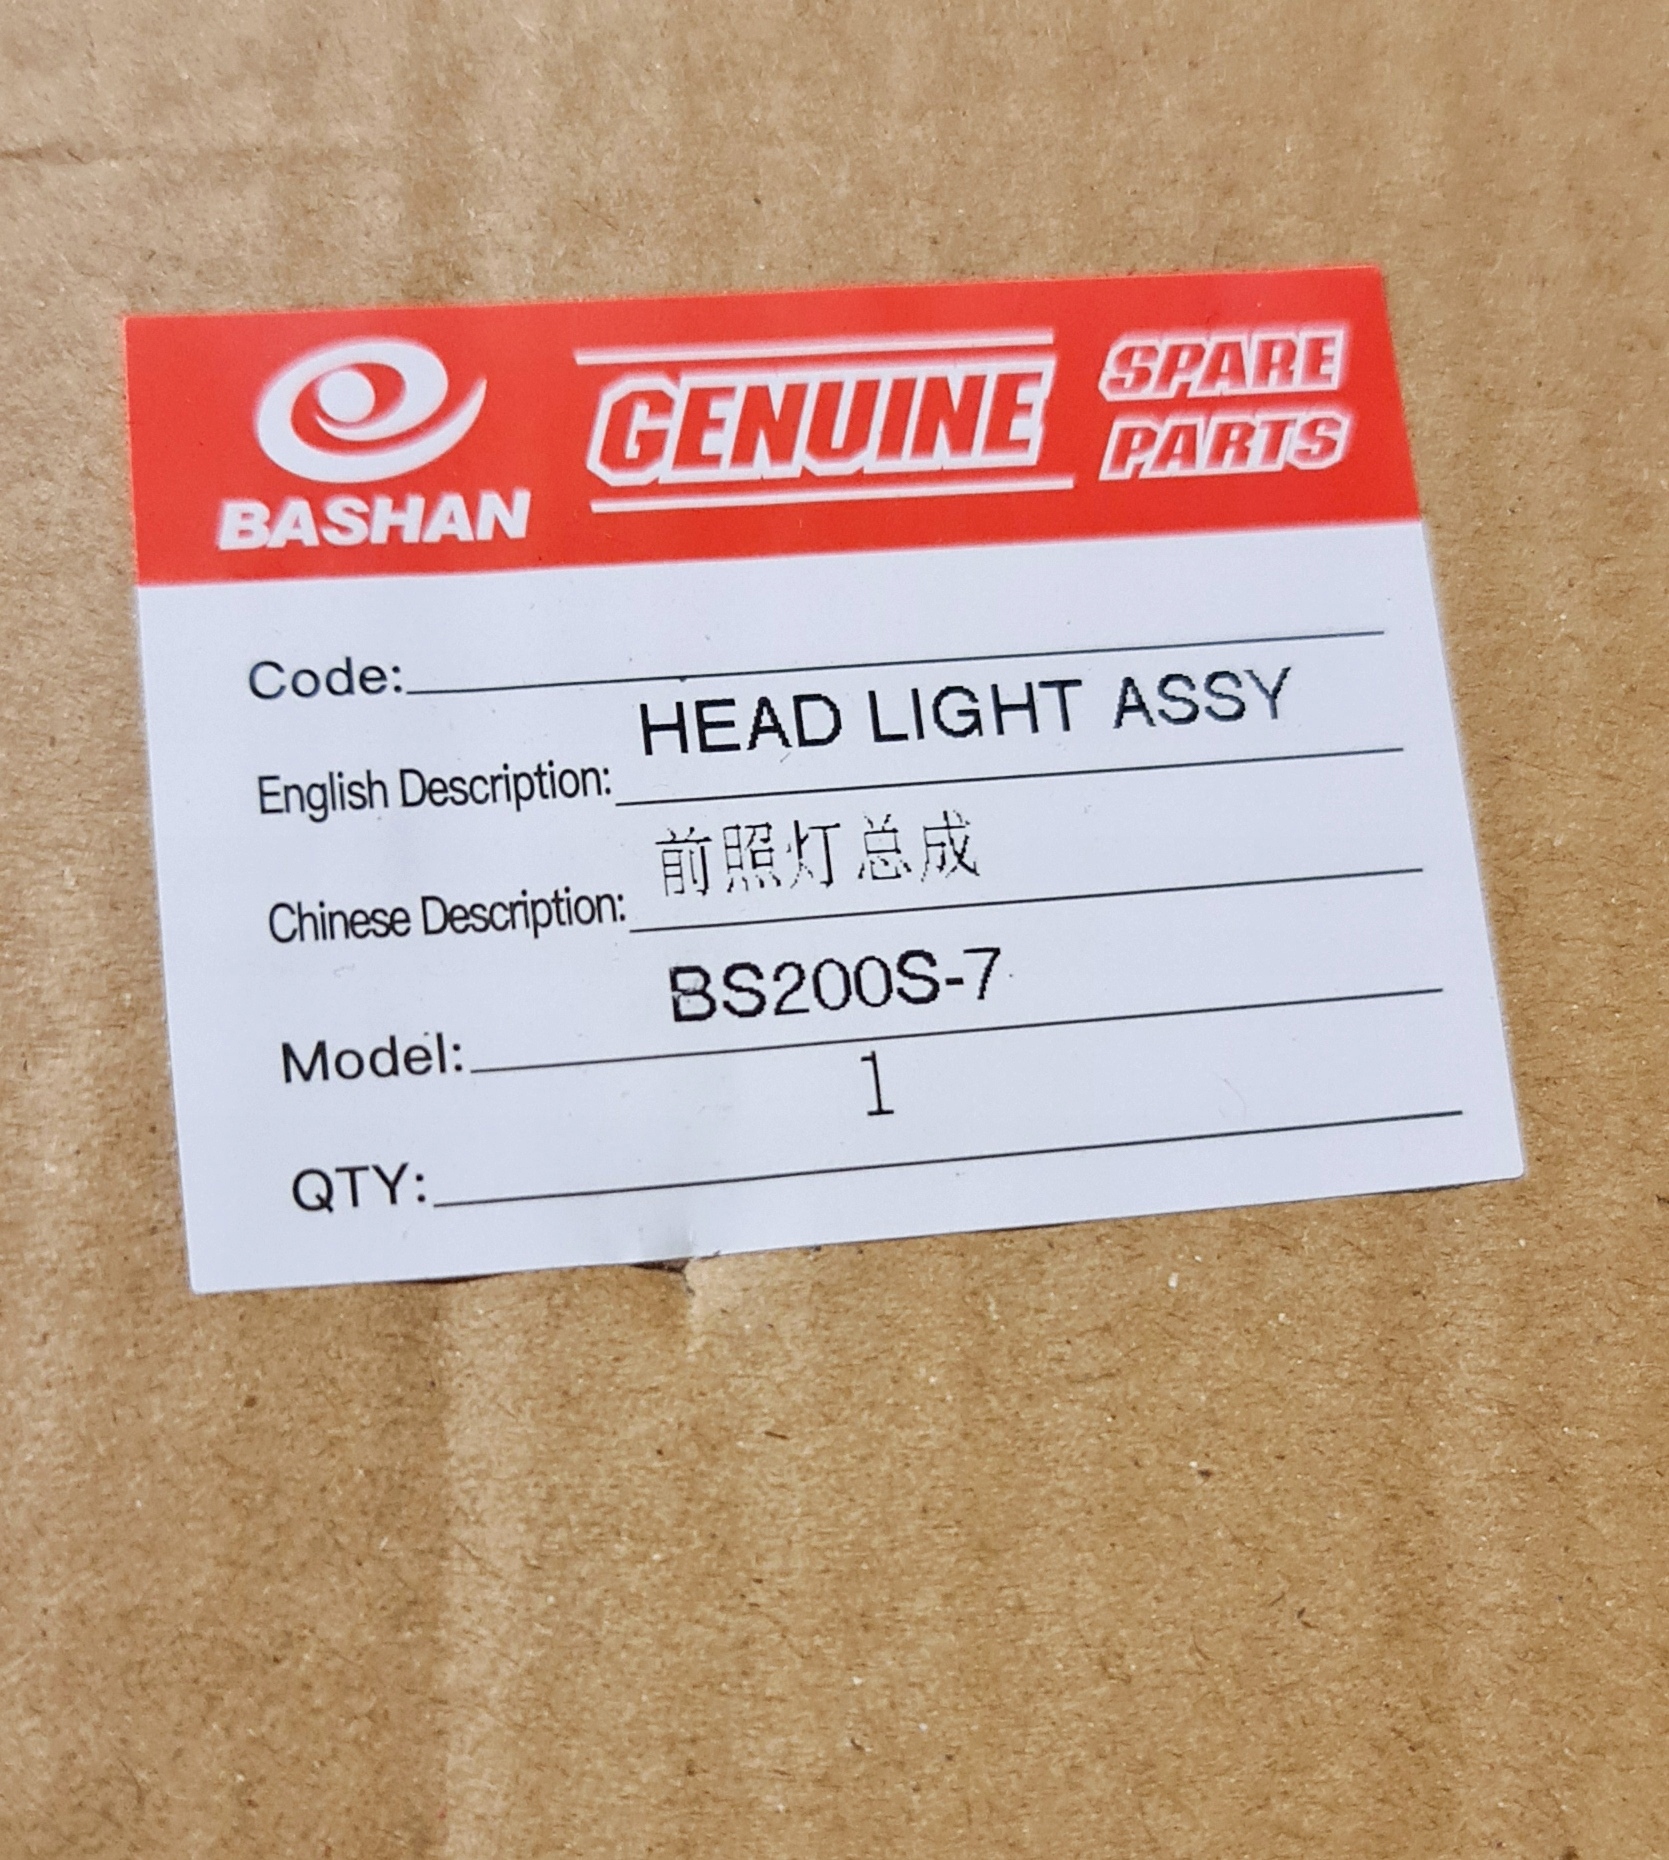 BASHAN
GENUINE
SPARE
PARTS
Code:
English Description: HEAD LIGHT ASSY
Chinese Description: 前照灯总成
Model: BS200S-7
QTY: 1